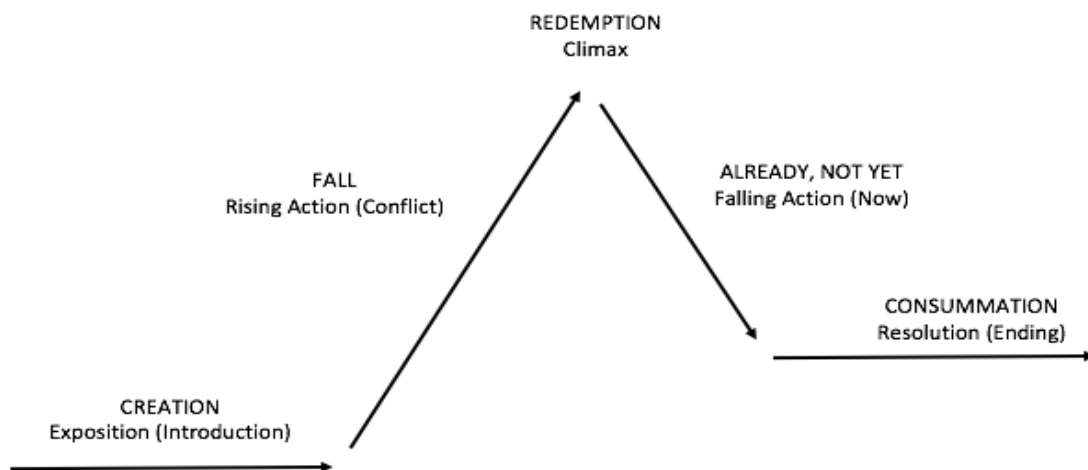 REDEMPTION
Climax
FALL
Rising Action (Conflict)
ALREADY, NOT YET
Falling Action (Now)
CONSUMMATION
Resolution (Ending)
CREATION
Exposition (Introduction)